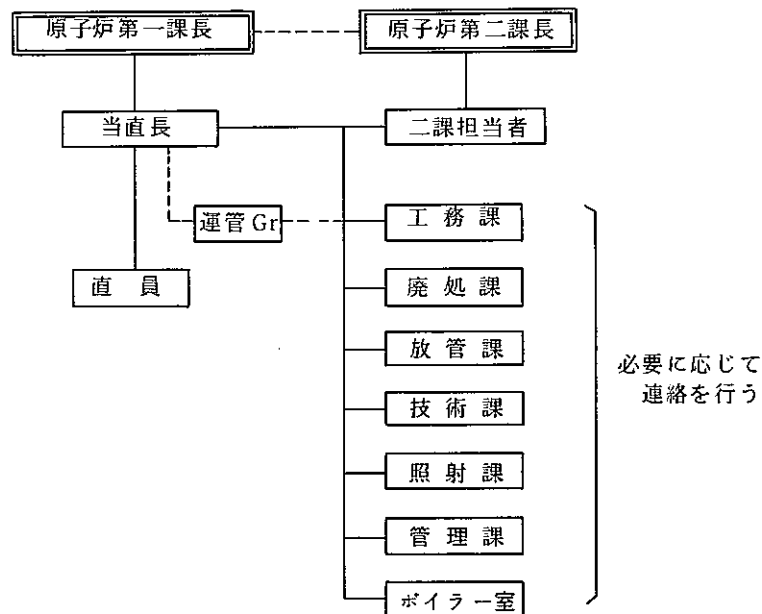 原子炉第一課長
原子炉第二課長
当直長
二課担当者
運管Gr
工務課
直員
廃処課
放管課
技術課
照射課
管理課
ボイラー室
必要に応じて
連絡を行う